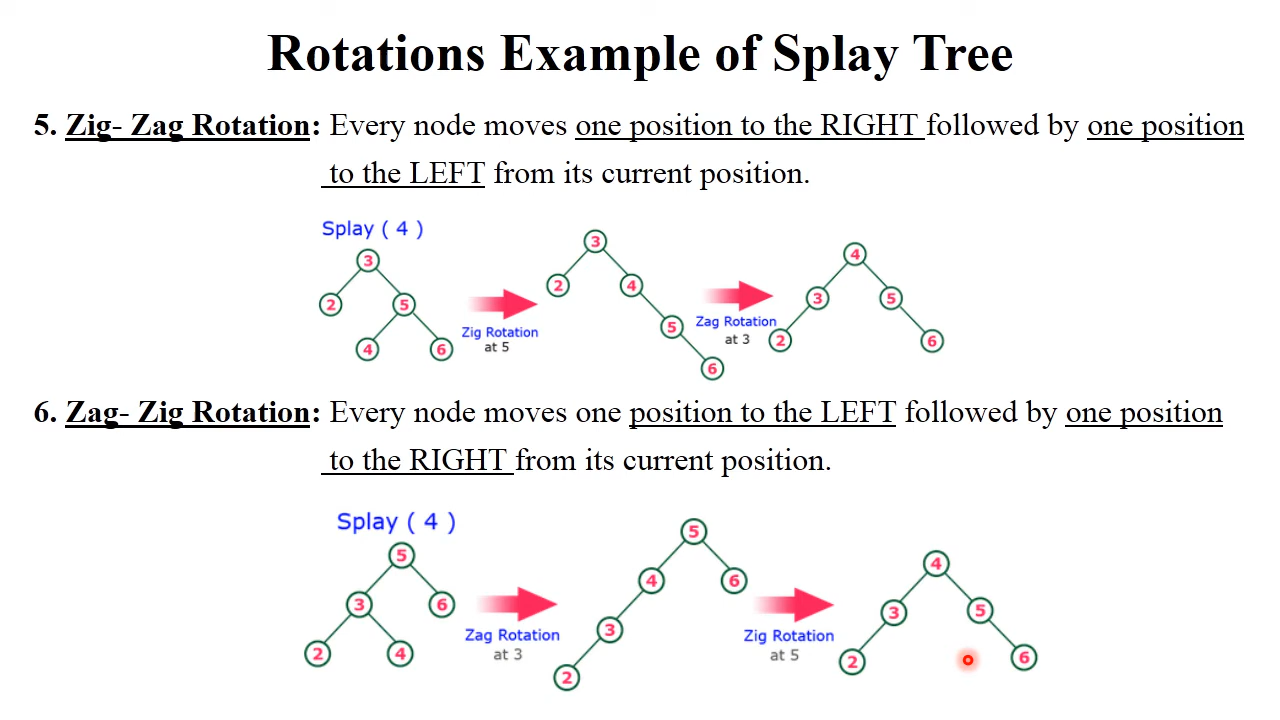 Rotations Example of Splay Tree
5. Zig- Zag Rotation: Every node moves one position to the RIGHT followed by one position
to the LEFT from its current position.
Splay ( 4 )
3
2 5
4 6
Zig Rotation
at 5
3
2 4
5
6
Zag Rotation
at 3
4
3 5
2 6
6. Zag- Zig Rotation: Every node moves one position to the LEFT followed by one position
to the RIGHT from its current position.
Splay ( 4 )
5
3 6
2 4
Zag Rotation
at 3
5
4 6
3
2
Zig Rotation
at 5
4
3 5
2 6